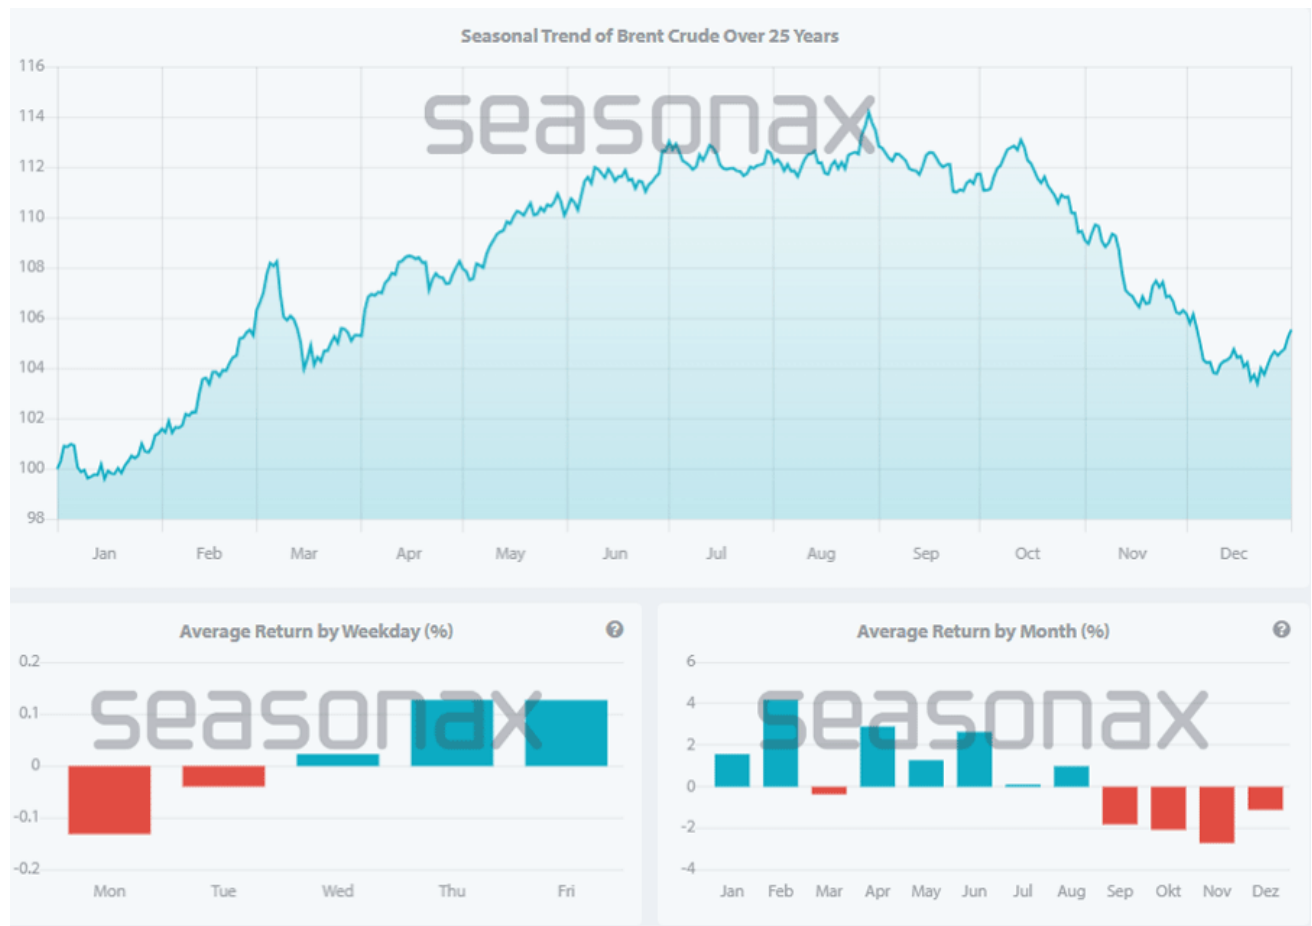 Seasonal Trend of Brent Crude Over 25 Years
116
seasonax
114
112
110
108
106
104
102
100
98
Jan Feb Mar Apr May Jun Jul Aug Sep Oct Nov Dec
Average Return by Weekday (%) ?
0.2
seasonax
0.1
0
-0.1
-0.2
Mon Tue Wed Thu Fri
Average Return by Month (%) ?
6
seasonax
4
2
0
-2
-4
Jan Feb Mar Apr May Jun Jul Aug Sep Okt Nov Dez